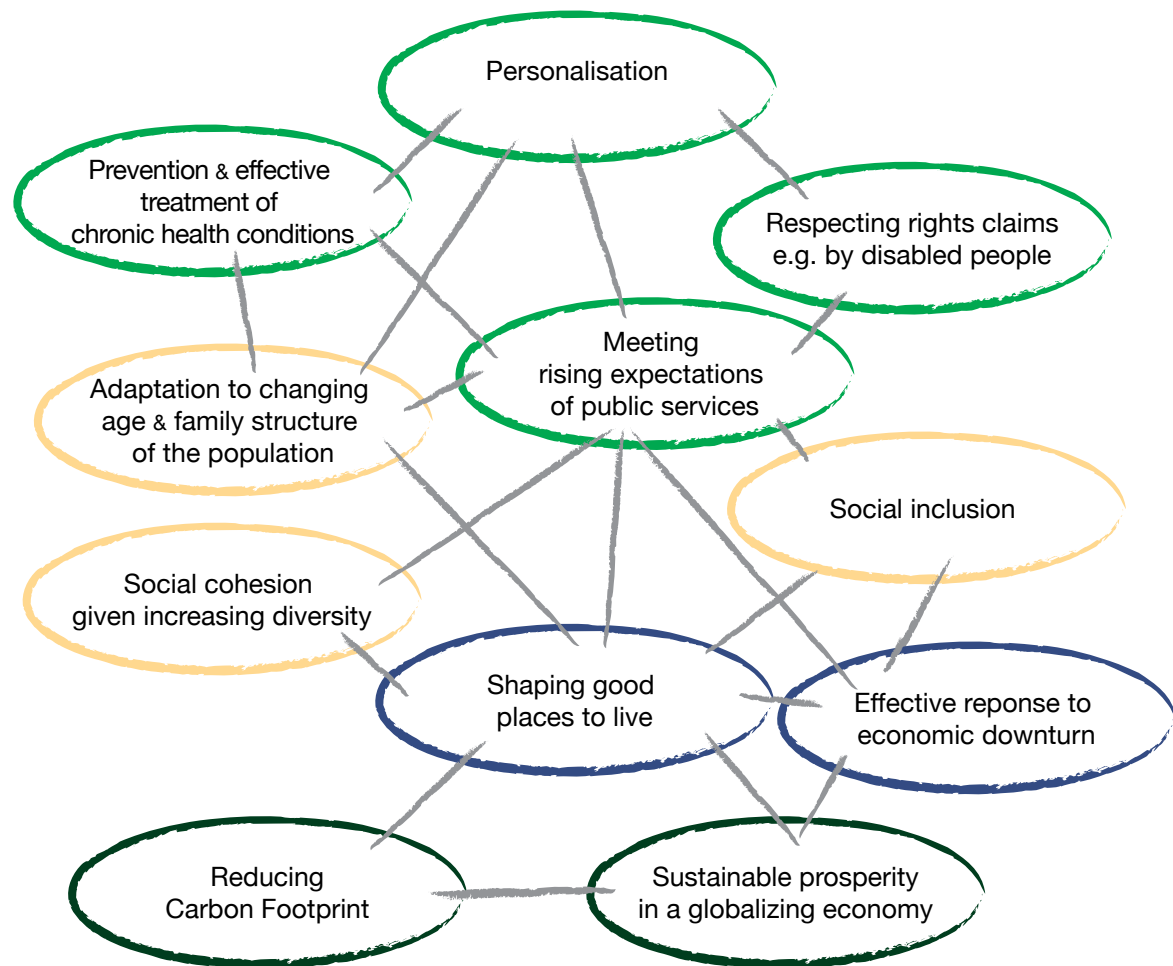 Personalisation
Prevention & effective
treatment of
chronic health conditions
Respecting rights claims
e.g. by disabled people
Meeting
rising expectations
of public services
Adaptation to changing
age & family structure
of the population
Social inclusion
Social cohesion
given increasing diversity
Shaping good
places to live
Effective reponse to
economic downturn
Reducing
Carbon Footprint
Sustainable prosperity
in a globalizing economy